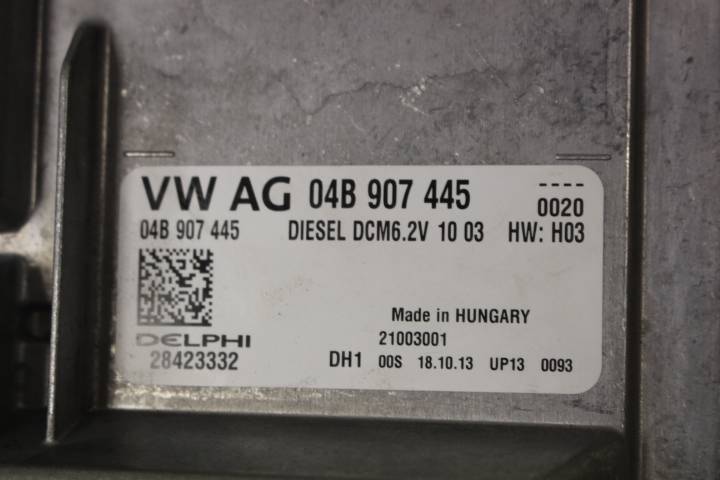 VW AG 04B 907 445 ----
0020
04B 907 445 DIESEL DCM6.2V 10 03 HW: H03
Made in HUNGARY
DELPHI 21003001
28423332 DH1 00S 18.10.13 UP13 0093